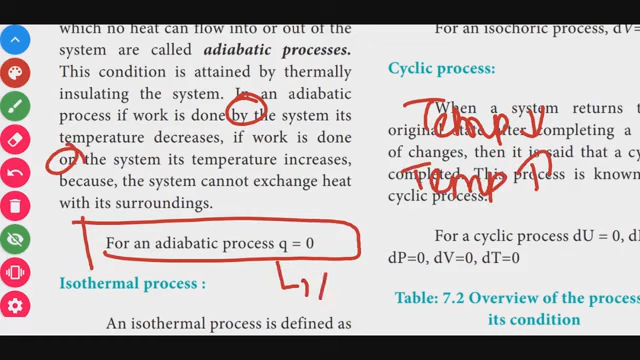 which no heat can flow into or out of the
system are called adiabatic processes.
This condition is attained by thermally
insulating the system. In an adiabatic
process if work is done by the system its
temperature decreases, if work is done
on the system its temperature increases,
because, the system cannot exchange heat
with its surroundings.
For an adiabatic process q = 0
Isothermal process :
An isothermal process is defined as
For an isochoric process, dV=
Cyclic process:
When a system returns t
original state after completing a
of changes, then it is said that a cy
completed. This process is known
cyclic process.
Temp ↓
Temp ↑
For a cyclic process dU = 0, d
dP=0, dV=0, dT=0
Table: 7.2 Overview of the process
its condition